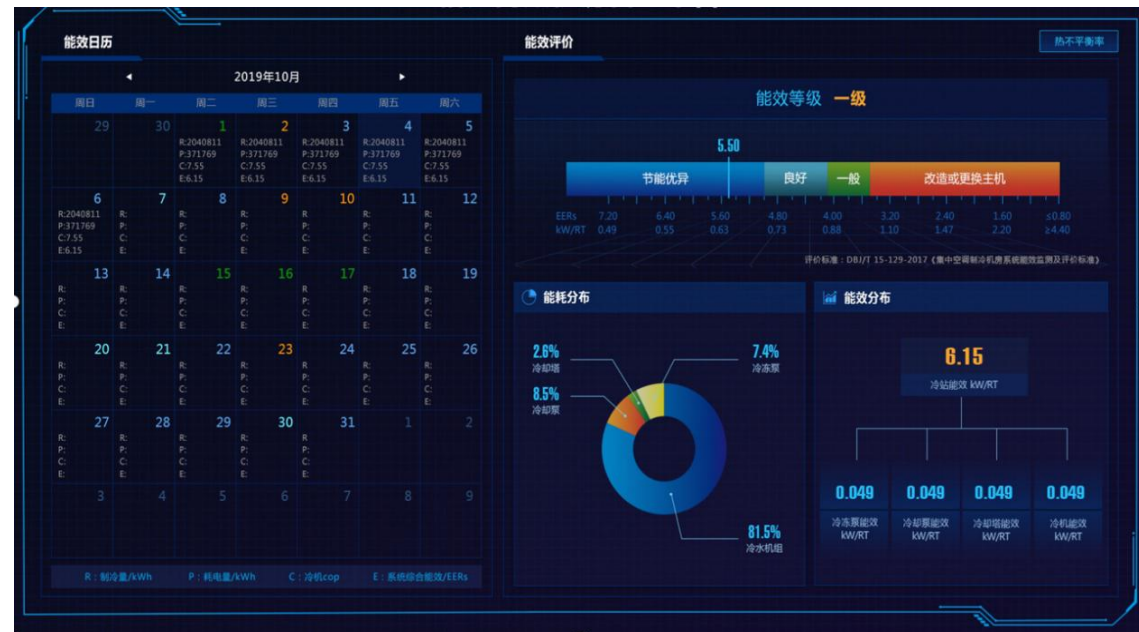 能效日历
2019年10月
周日 周一 周二 周三 周四 周五 周六
29 30 1 2 3 4 5
R:2040811 R:2040811 R:2040811 R:2040811 R:2040811
P:371769 P:371769 P:371769 P:371769 P:371769
C:7.55 C:7.55 C:7.55 C:7.55 C:7.55
E:6.15 E:6.15 E:6.15 E:6.15 E:6.15
6 7 8 9 10 11 12
R:2040811 R: R: R: R R: R:
P:371769 P: P: P: P: P: P:
C:7.55 C: C: C: C: C: C:
E:6.15 E: E: E: E: E: E:
13 14 15 16 17 18 19
R: R: R: R: R R: R:
P: P: P: P: P: P: P:
C: C: C: C: C: C: C:
E: E: E: E: E: E: E:
20 21 22 23 24 25 26
R: R: R: R: R: R: R:
P: P: P: P: P: P: P:
C: C: C: C: C: C: C:
E: E: E: E: E: E: E:
27 28 29 30 31 1 2
R: R: R: R: R
P: P: P: P: P:
C: C: C: C: C:
E: E: E: E: E:
3 4 5 6 7 8 9
R：制冷量/kWh P：耗电量/kWh C：冷机cop E：系统综合能效/EERs
能效评价
热不平衡率
能效等级 一级
5.50
节能优异 良好 一般 改造或更换主机
EERs 7.20 6.40 5.60 4.80 4.00 3.20 2.40 1.60 ≤0.80
kW/RT 0.49 0.55 0.63 0.73 0.88 1.10 1.47 2.20 ≥4.40
评价标准：DBJ/T 15-129-2017《集中空调制冷机房系统能效监测及评价标准》
能耗分布
2.6%
冷却塔
7.4%
冷冻泵
8.5%
冷却泵
81.5%
冷水机组
能效分布
6.15
冷站能效 kW/RT
0.049 0.049 0.049 0.049
冷冻泵能效 冷却泵能效 冷却塔能效 冷机能效
kW/RT kW/RT kW/RT kW/RT